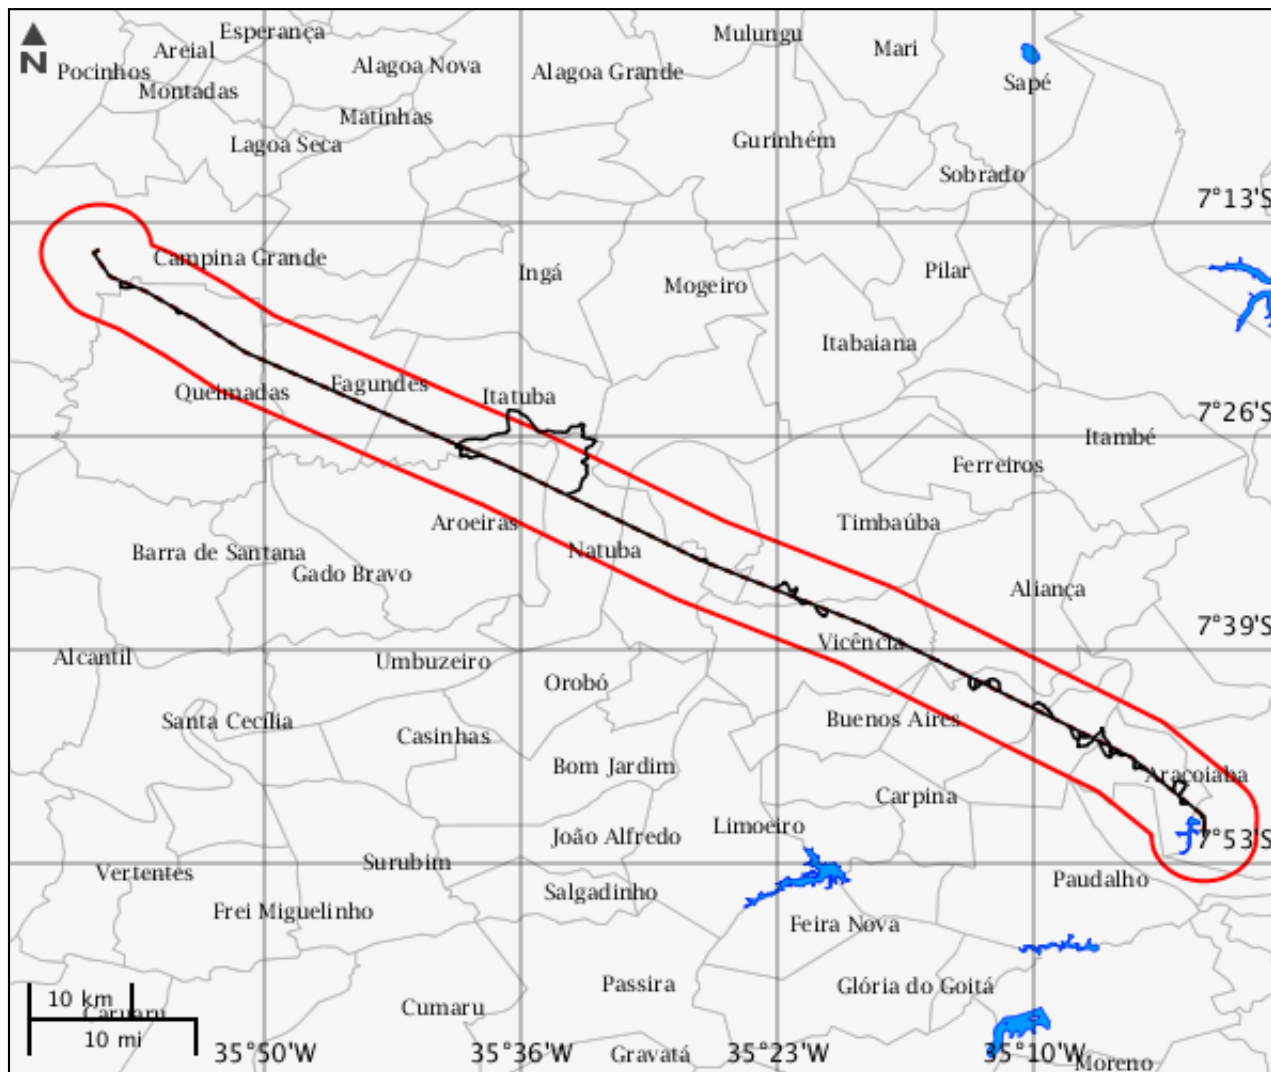 Esperança
Mulungu
Areial
Mari
N
Pocinhos
Alagoa Nova
Alagoa Grande
Sapé
Montadas
Matinhas
Lagoa Seca
Gurinhém
Sobrado
7°13'S
Campina Grande
Ingá
Mogeiro
Pilar
Itabaiana
Queimadas
Fagundes
Itatuba
7°26'S
Itambé
Ferreiros
Aroeiras
Timbaúba
Barra de Santana
Natuba
Gado Bravo
Aliança
7°39'S
Vicência
Alcantil
Umbuzeiro
Orobó
Santa Cecília
Casinhas
Buenos Aires
Bom Jardim
Araçoiaba
Carpina
Limoeiro
João Alfredo
7°53'S
Vertentes
Surubim
Salgadinho
Paudalho
Frei Miguelinho
Feira Nova
Passira
Glória do Goitá
10 km
Caruaru
Cumaru
10 mi
35°50'W
35°36'W
Gravatá
35°23'W
35°10'W
Moreno